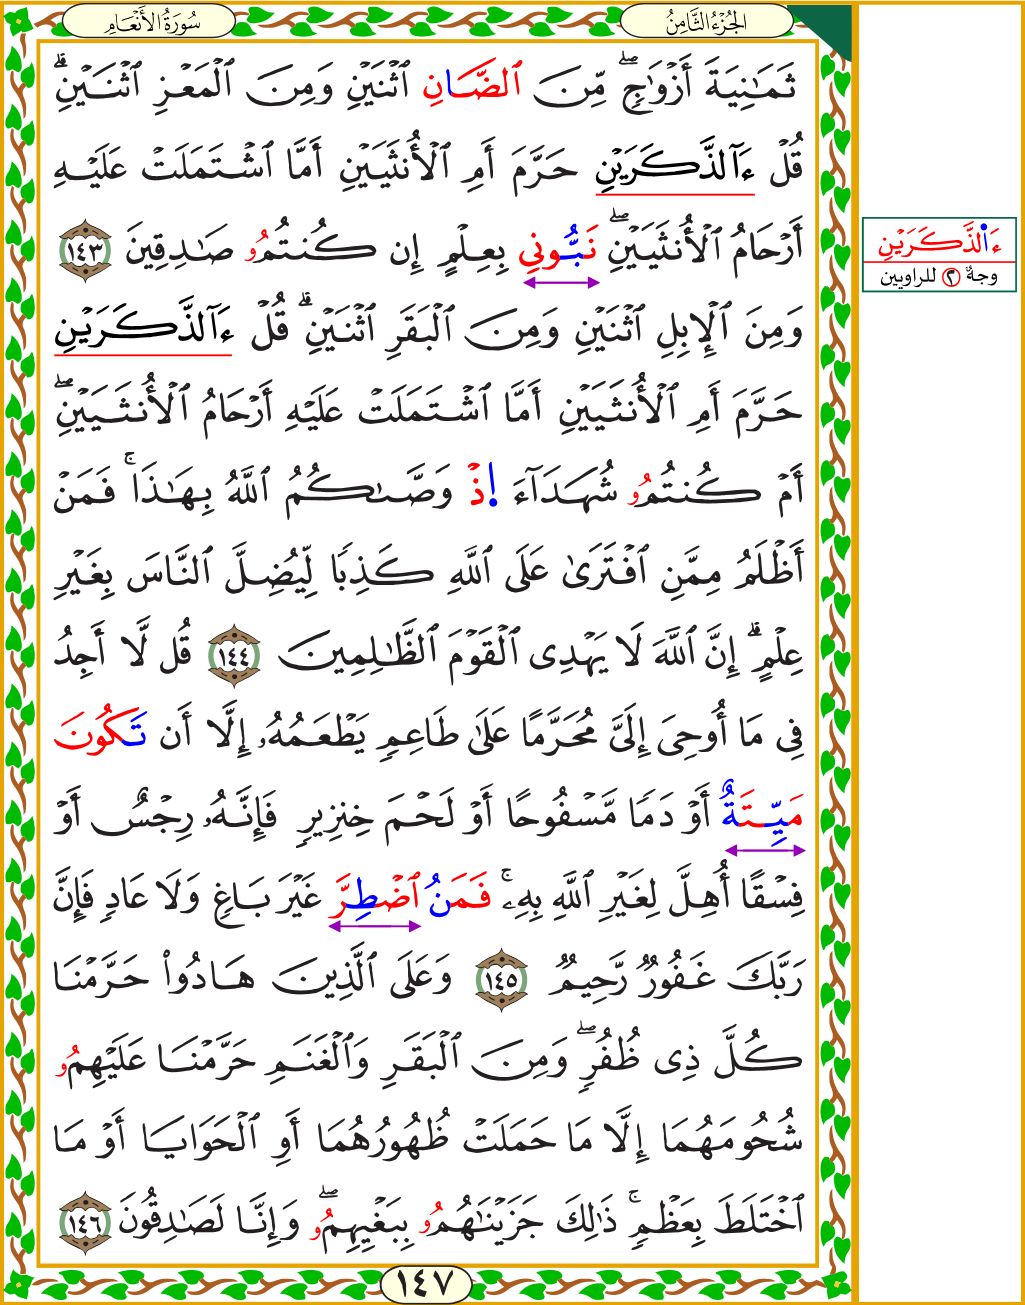 الجُزْءُ الثَّامِنُ
سُورَةُ الأَنْعَامِ
ثَمَٰنِيَةَ أَزْوَٰجٍۖ مِّنَ ٱلضَّانِ ٱثْنَيْنِ وَمِنَ ٱلْمَعْزِ ٱثْنَيْنِۗ
قُلْ ءَآلذَّكَرَيْنِ حَرَّمَ أَمِ ٱلْأُنثَيَيْنِ أَمَّا ٱشْتَمَلَتْ عَلَيْهِ
أَرْحَامُ ٱلْأُنثَيَيْنِۖ نَبُّونِي بِعِلْمٍ إِن كُنتُمُۥ صَٰدِقِينَ ١٤٣
وَمِنَ ٱلْإِبِلِ ٱثْنَيْنِ وَمِنَ ٱلْبَقَرِ ٱثْنَيْنِۗ قُلْ ءَآلذَّكَرَيْنِ
حَرَّمَ أَمِ ٱلْأُنثَيَيْنِ أَمَّا ٱشْتَمَلَتْ عَلَيْهِ أَرْحَامُ ٱلْأُنثَيَيْنِۖ
أَمْ كُنتُمُۥ شُهَدَآءَ ا۪ذْ وَصَّىٰكُمُ ٱللَّهُ بِهَٰذَاۚ فَمَنْ
أَظْلَمُ مِمَّنِ ٱفْتَرَىٰ عَلَى ٱللَّهِ كَذِبًا لِّيُضِلَّ ٱلنَّاسَ بِغَيْرِ
عِلْمٍۗ إِنَّ ٱللَّهَ لَا يَهْدِى ٱلْقَوْمَ ٱلظَّٰلِمِينَ ١٤٤ قُل لَّا أَجِدُ
فِى مَا أُوحِىَ إِلَىَّ مُحَرَّمًا عَلَىٰ طَاعِمٍ يَطْعَمُهُۥ إِلَّا أَن تَكُونَ
مَيِّتَةٌ أَوْ دَمًا مَّسْفُوحًا أَوْ لَحْمَ خِنزِيرٍ فَإِنَّهُۥ رِجْسٌ أَوْ
فِسْقًا أُهِلَّ لِغَيْرِ ٱللَّهِ بِهِۦۚ فَمَنُ ٱضْطِرَّ غَيْرَ بَاغٍ وَلَا عَادٍ فَإِنَّ
رَبَّكَ غَفُورٌ رَّحِيمٌ ١٤٥ وَعَلَى ٱلَّذِينَ هَادُوا۟ حَرَّمْنَا
كُلَّ ذِى ظُفُرٍۖ وَمِنَ ٱلْبَقَرِ وَٱلْغَنَمِ حَرَّمْنَا عَلَيْهِمُۥ
شُحُومَهُمَا إِلَّا مَا حَمَلَتْ ظُهُورُهُمَا أَوِ ٱلْحَوَايَا أَوْ مَا
ٱخْتَلَطَ بِعَظْمٍۚ ذَٰلِكَ جَزَيْنَٰهُمُۥ بِبَغْيِهِمُۥۖ وَإِنَّا لَصَٰدِقُونَ ١٤٦
١٤٧
ءَا۬لذَّكَرَيْنِ
وجهٌ ٢ للراويين